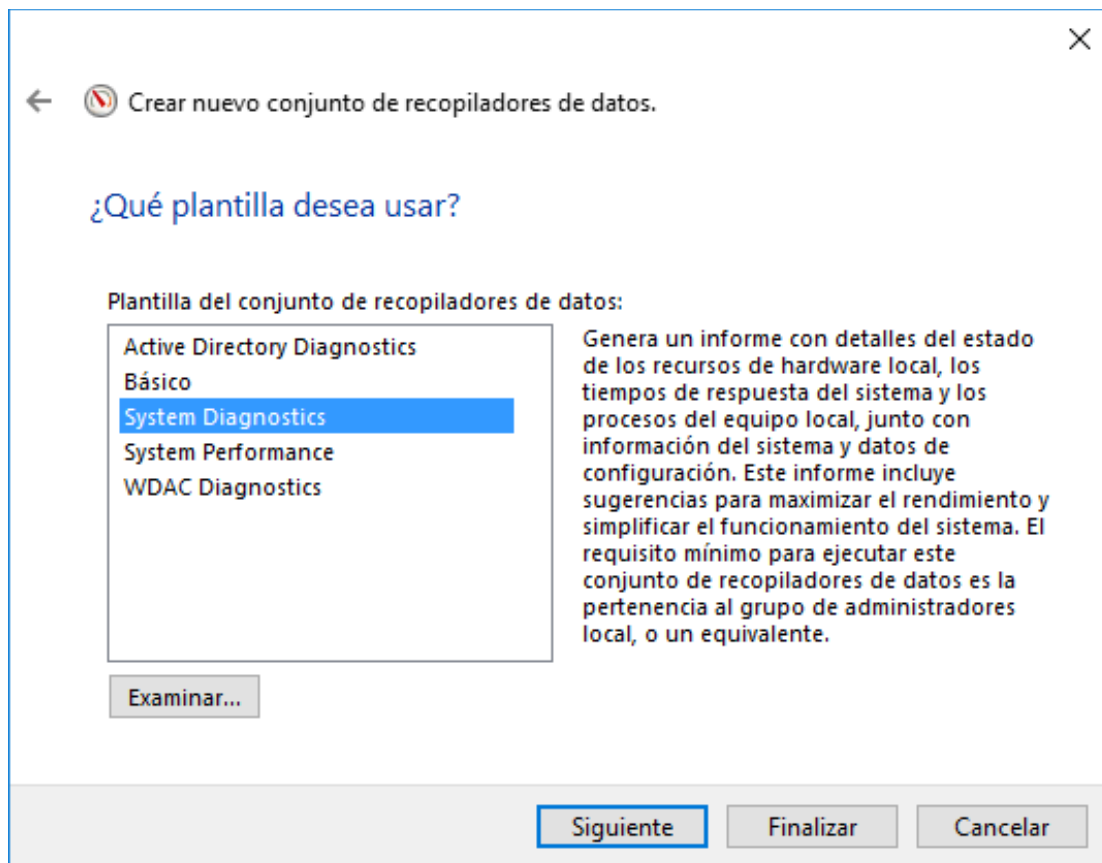 Crear nuevo conjunto de recopiladores de datos.
¿Qué plantilla desea usar?
Plantilla del conjunto de recopiladores de datos:
Active Directory Diagnostics
Básico
System Diagnostics
System Performance
WDAC Diagnostics
Genera un informe con detalles del estado
de los recursos de hardware local, los
tiempos de respuesta del sistema y los
procesos del equipo local, junto con
información del sistema y datos de
configuración. Este informe incluye
sugerencias para maximizar el rendimiento y
simplificar el funcionamiento del sistema. El
requisito mínimo para ejecutar este
conjunto de recopiladores de datos es la
pertenencia al grupo de administradores
local, o un equivalente.
Examinar...
Siguiente
Finalizar
Cancelar